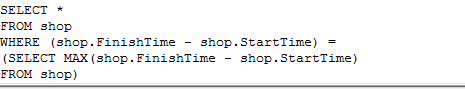 SELECT *
FROM shop
WHERE (shop.FinishTime - shop.StartTime) =
(SELECT MAX(shop.FinishTime - shop.StartTime)
FROM shop)